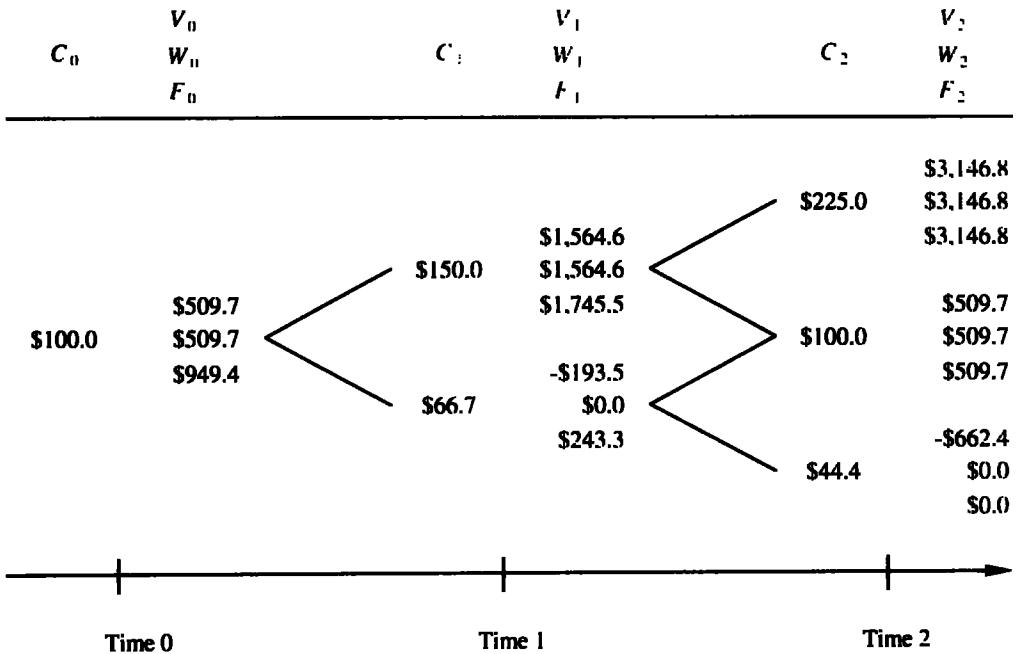 V₀ V₁ V₂
C₀ W₀ C₁ W₁ C₂ W₂
F₀ F₁ F₂
$3,146.8
$225.0 $3,146.8
$3,146.8
$1,564.6
$150.0 $1,564.6
$1,745.5
$509.7 $509.7
$100.0 $509.7 $100.0 $509.7
$949.4 $509.7
-$193.5
$66.7 $0.0
$243.3
-$662.4
$44.4 $0.0
$0.0
Time 0 Time 1 Time 2